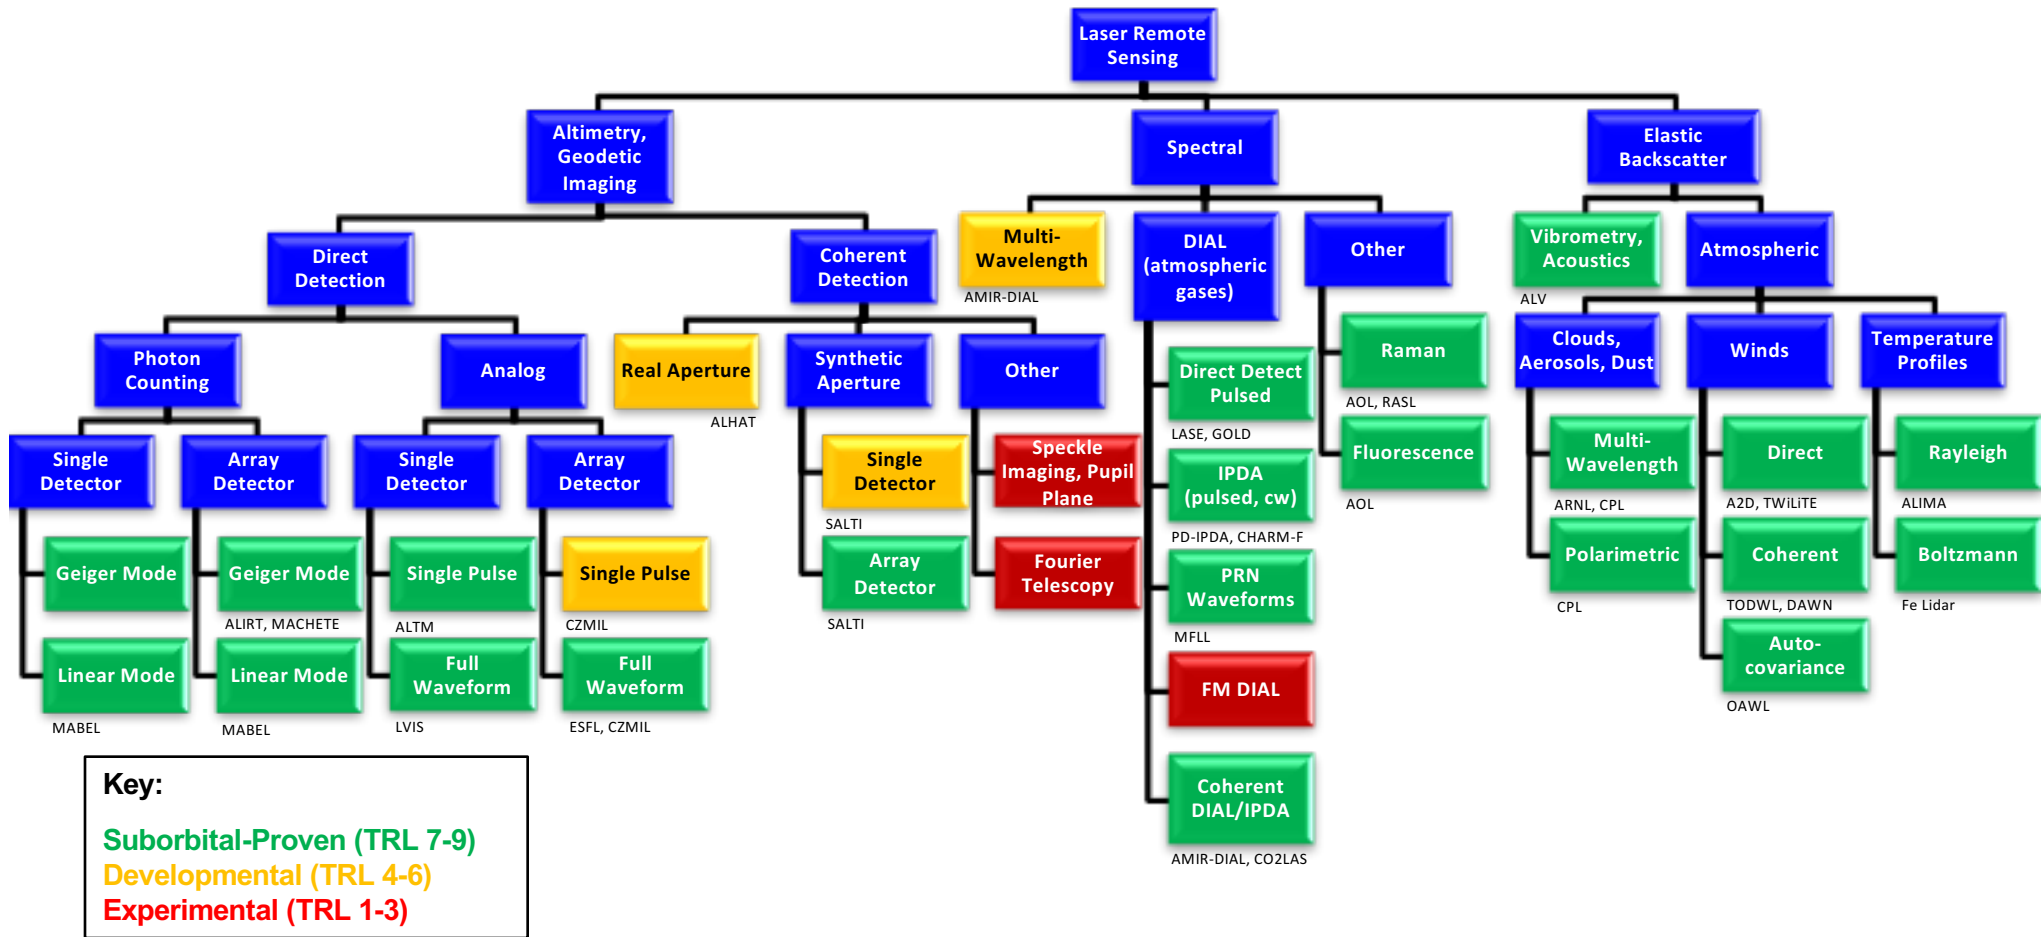 Laser Remote
Sensing
Altimetry,
Geodetic
Imaging
Spectral
Elastic
Backscatter
Direct
Detection
Coherent
Detection
Multi-
Wavelength
AMIR-DIAL
DIAL
(atmospheric
gases)
Other
Vibrometry,
Acoustics
ALV
Atmospheric
Photon
Counting
Analog
Real Aperture
ALHAT
Synthetic
Aperture
Other
Direct Detect
Pulsed
LASE, GOLD
Raman
AOL, RASL
Clouds,
Aerosols, Dust
Winds
Temperature
Profiles
Single
Detector
Array
Detector
Single
Detector
Array
Detector
Single
Detector
SALTI
Speckle
Imaging, Pupil
Plane
IPDA
(pulsed, cw)
PD-IPDA, CHARM-F
Fluorescence
AOL
Multi-
Wavelength
ARNL, CPL
Direct
A2D, TWiLiTE
Rayleigh
ALIMA
Geiger Mode
Geiger Mode
ALIRT, MACHETE
Single Pulse
ALTM
Single Pulse
CZMIL
Array
Detector
SALTI
Fourier
Telescopy
PRN
Waveforms
MFLL
Polarimetric
CPL
Coherent
TODWL, DAWN
Boltzmann
Fe Lidar
Linear Mode
MABEL
Linear Mode
MABEL
Full
Waveform
LVIS
Full
Waveform
ESFL, CZMIL
FM DIAL
Auto-
covariance
OAWL
Coherent
DIAL/IPDA
AMIR-DIAL, CO2LAS
Key:
Suborbital-Proven (TRL 7-9)
Developmental (TRL 4-6)
Experimental (TRL 1-3)